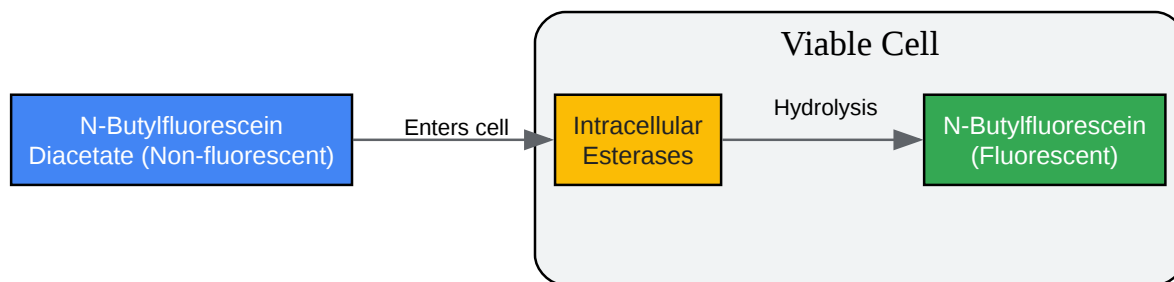 Viable Cell
N-Butylfluorescein
Diacetate (Non-fluorescent)
Enters cell
Intracellular
Esterases
Hydrolysis
N-Butylfluorescein
(Fluorescent)